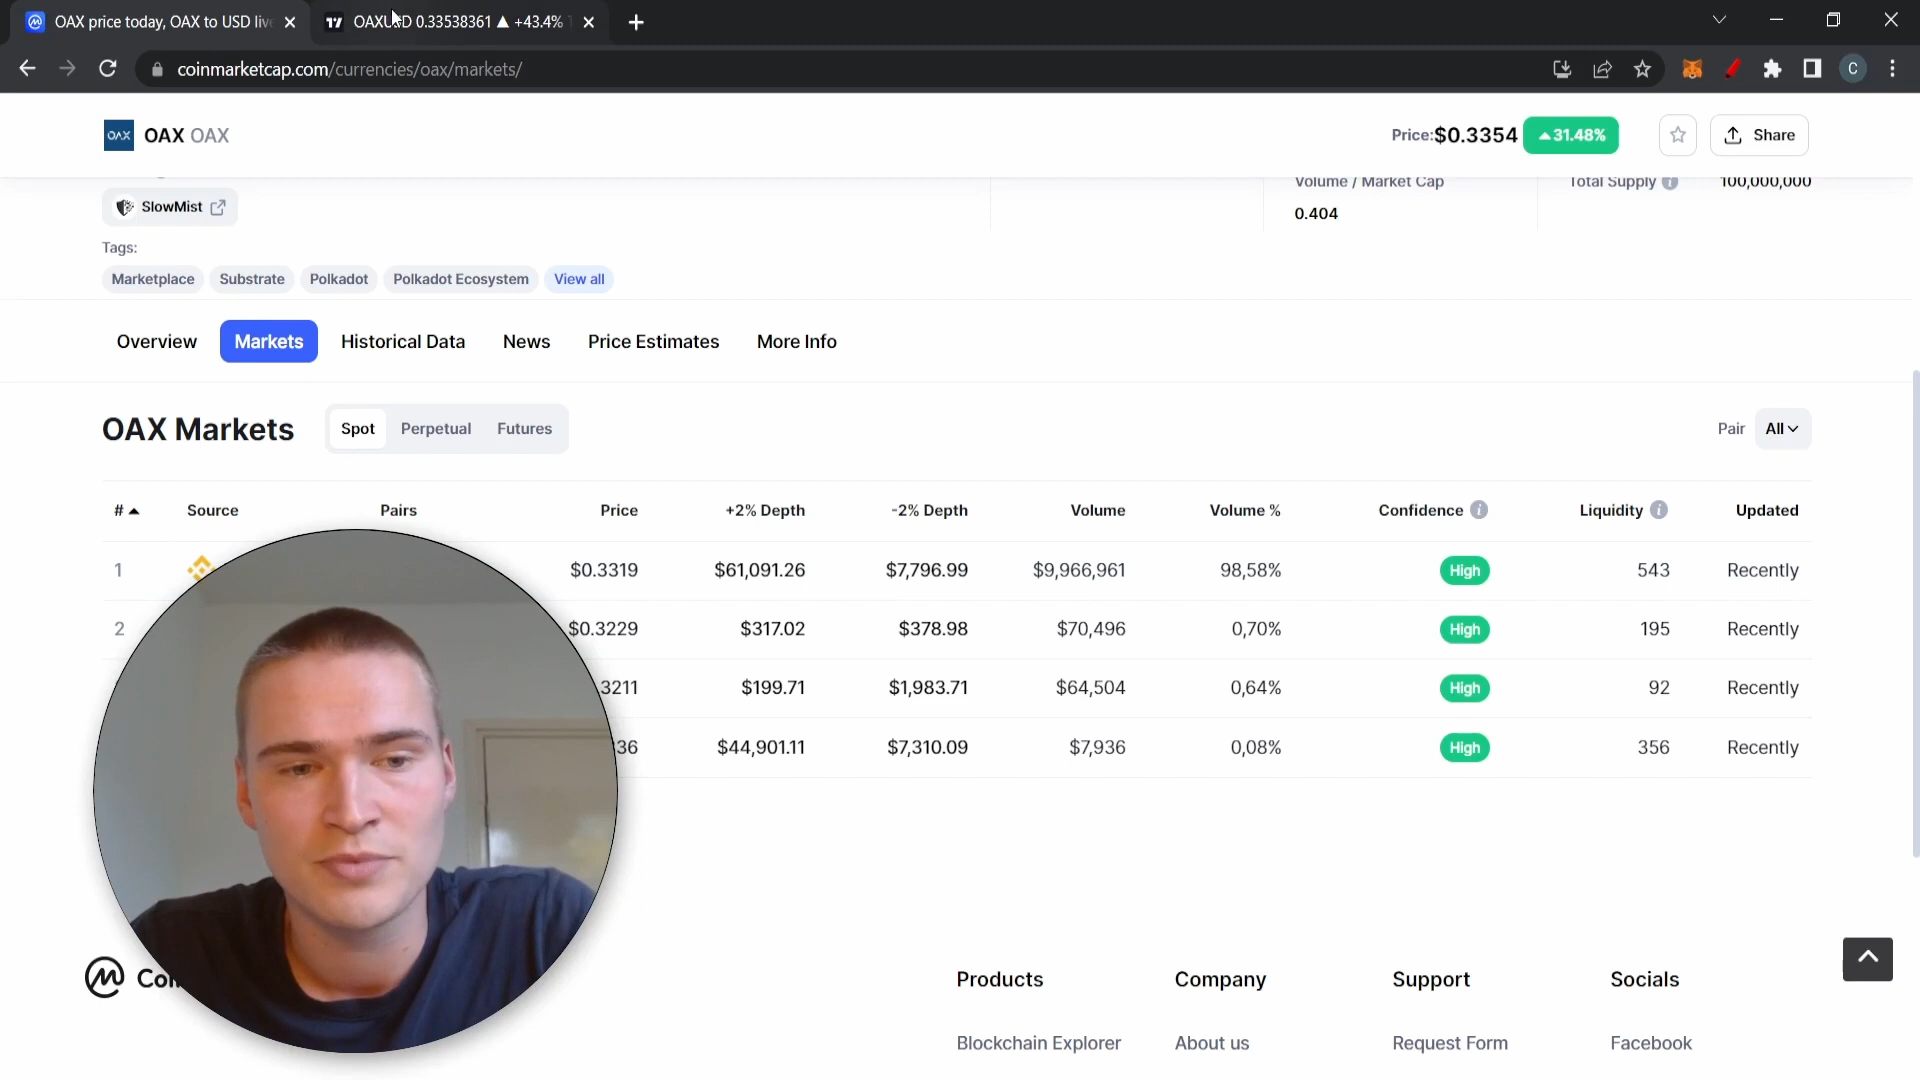 OAX price today, OAX to USD live
OAXUSD 0.33538361 ▲ +43.4%
coinmarketcap.com/currencies/oax/markets/
C
OAX
OAX OAX
Price:$0.3354
31.48%
Share
SlowMist
Volume / Market Cap
0.404
Total Supply
100,000,000
Tags:
Marketplace
Substrate
Polkadot
Polkadot Ecosystem
View all
Overview
Markets
Historical Data
News
Price Estimates
More Info
OAX Markets
Spot
Perpetual
Futures
Pair
All
# Source Pairs Price +2% Depth -2% Depth Volume Volume % Confidence Liquidity Updated
1 $0.3319 $61,091.26 $7,796.99 $9,966,961 98,58% High 543 Recently
2 $0.3229 $317.02 $378.98 $70,496 0,70% High 195 Recently
3211 $199.71 $1,983.71 $64,504 0,64% High 92 Recently
36 $44,901.11 $7,310.09 $7,936 0,08% High 356 Recently
Products
Company
Support
Socials
Blockchain Explorer
About us
Request Form
Facebook